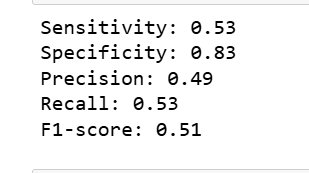 Sensitivity: 0.53
Specificity: 0.83
Precision: 0.49
Recall: 0.53
F1-score: 0.51